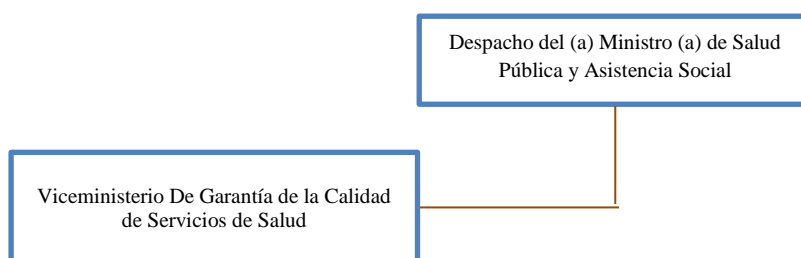 Despacho del (a) Ministro (a) de Salud
Pública y Asistencia Social
Viceministerio De Garantía de la Calidad
de Servicios de Salud